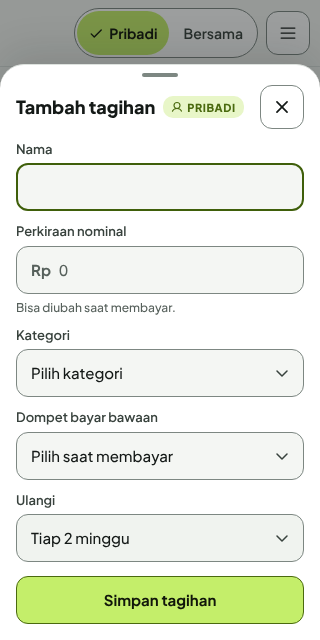 Pribadi
Bersama
Tambah tagihan
PRIBADI
Nama
Perkiraan nominal
Rp 0
Bisa diubah saat membayar.
Kategori
Pilih kategori
Dompet bayar bawaan
Pilih saat membayar
Ulangi
Tiap 2 minggu
Simpan tagihan